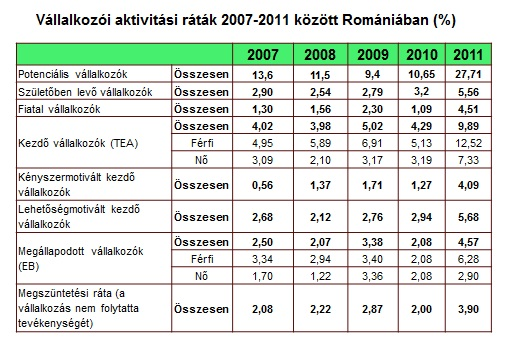 Vállalkozói aktivitási ráták 2007-2011 között Romániában (%)
2007 2008 2009 2010 2011
Potenciális vállalkozók Összesen 13,6 11,5 9,4 10,65 27,71
Születőben levő vállalkozók Összesen 2,90 2,54 2,79 3,2 5,56
Fiatal vállalkozók Összesen 1,30 1,56 2,30 1,09 4,51
Kezdő vállalkozók (TEA) Összesen 4,02 3,98 5,02 4,29 9,89
Férfi 4,95 5,89 6,91 5,13 12,52
Nő 3,09 2,10 3,17 3,19 7,33
Kényszermotivált kezdő
vállalkozók Összesen 0,56 1,37 1,71 1,27 4,09
Lehetőségmotivált kezdő
vállalkozók Összesen 2,68 2,12 2,76 2,94 5,68
Megállapodott vállalkozók
(EB) Összesen 2,50 2,07 3,38 2,08 4,57
Férfi 3,34 2,94 3,40 2,08 6,28
Nő 1,70 1,22 3,36 2,08 2,90
Megszüntetési ráta (a
vállalkozás nem folytatta
tevékenységét) Összesen 2,08 2,22 2,87 2,00 3,90